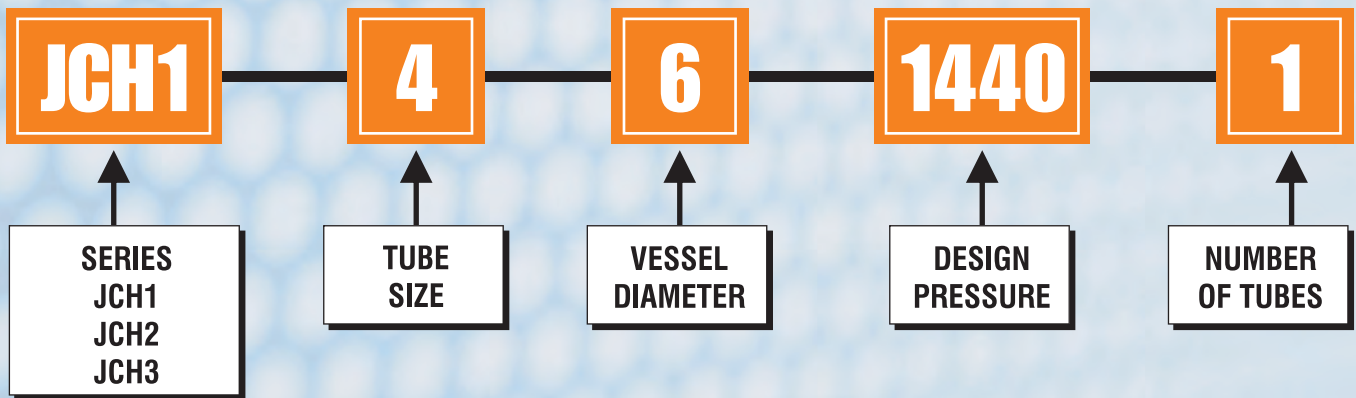 JCH1 4 6 1440 1
SERIES
JCH1
JCH2
JCH3
TUBE
SIZE
VESSEL
DIAMETER
DESIGN
PRESSURE
NUMBER
OF TUBES